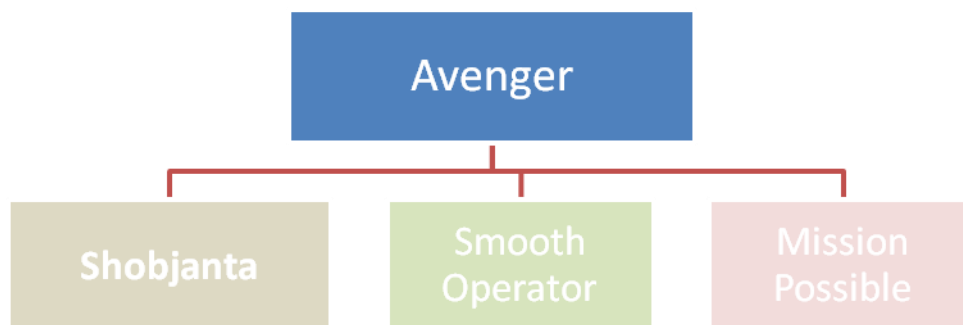 Avenger
Shobjanta
Smooth
Operator
Mission
Possible